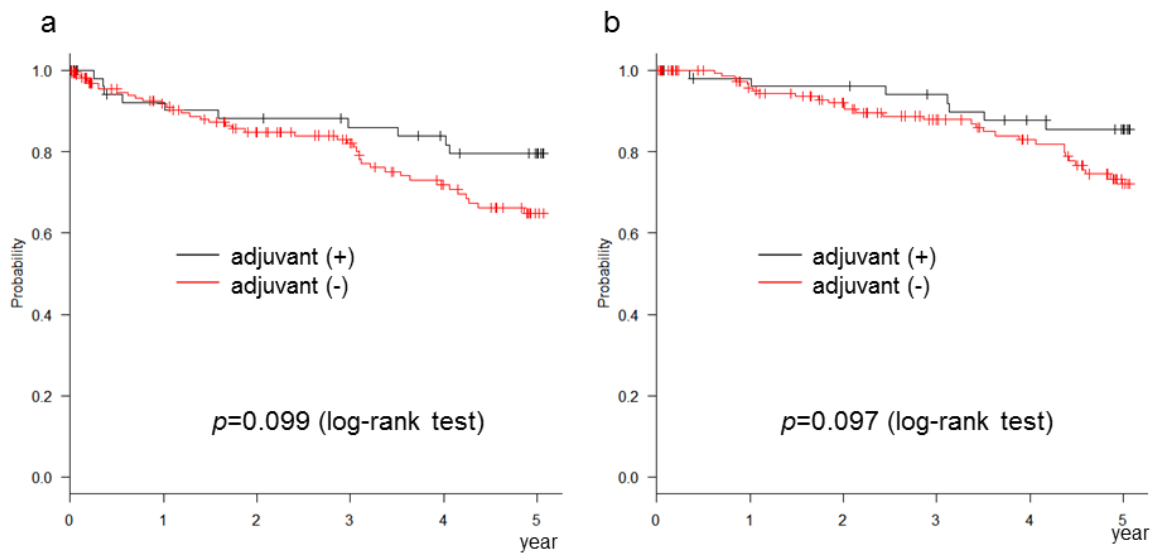 a
1.0
0.8
0.6
0.4
0.2
0.0
Probability
adjuvant (+)
adjuvant (-)
p=0.099 (log-rank test)
0 1 2 3 4 5
year
b
1.0
0.8
0.6
0.4
0.2
0.0
Probability
adjuvant (+)
adjuvant (-)
p=0.097 (log-rank test)
0 1 2 3 4 5
year